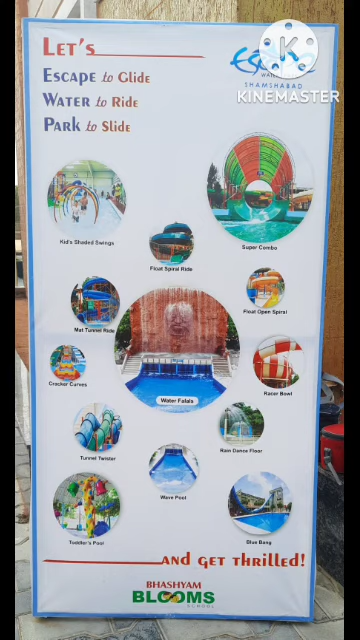 Let's
Escape to Glide
Water to Ride
Park to Slide
SHAMSHABAD
KINEMASTER
Kid's Shaded Swings
Super Combo
Float Spiral Ride
Mat Tunnel Ride
Float Open Spiral
Cracker Curves
Racer Bowl
Water Falals
Tunnel Twister
Rain Dance Floor
Wave Pool
Toddler's Pool
Blue Bang
AND GET THRILLED!
BHASHYAM
BLOOMS
SCHOOL